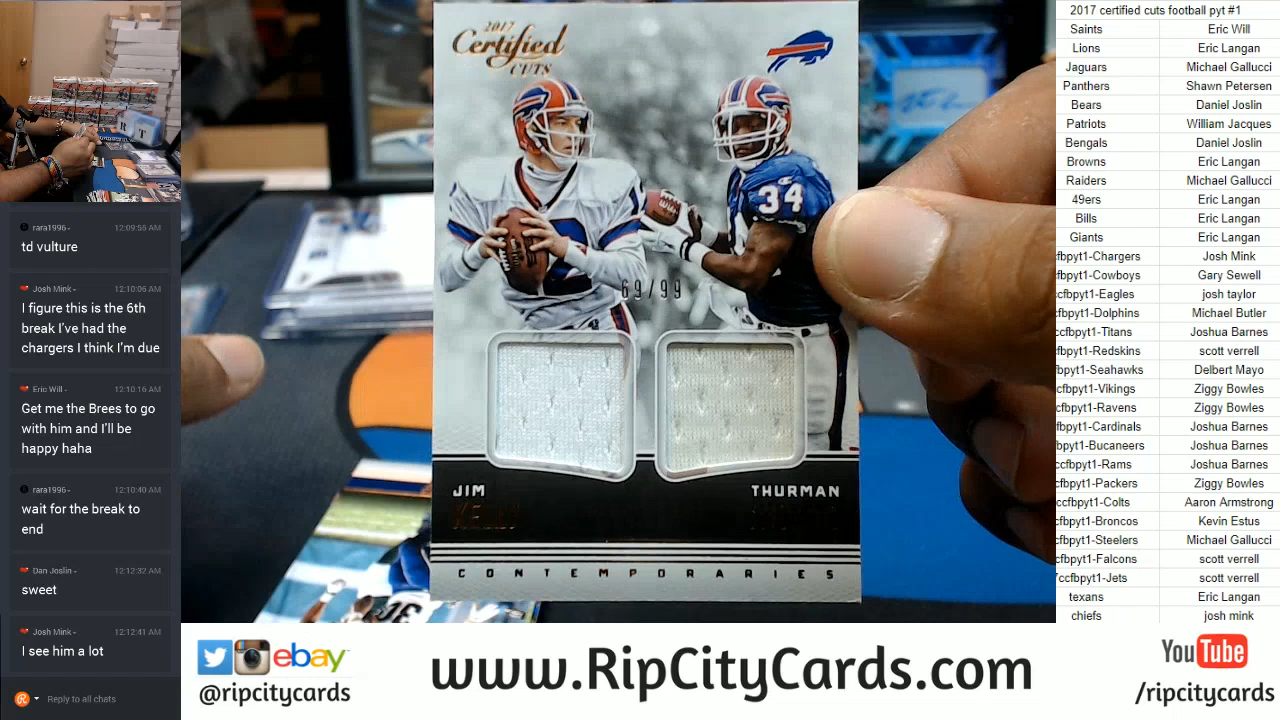 rara1996- 12:09:55 AM
td vulture
Josh Mink- 12:10:06 AM
I figure this is the 6th
break I've had the
chargers I think I'm due
Eric Will- 12:10:16 AM
Get me the Brees to go
with him and I'll be
happy haha
rara1996- 12:10:40 AM
wait for the break to
end
Dan Joslin- 12:12:32 AM
sweet
Josh Mink- 12:12:41 AM
I see him a lot
Reply to all chats
2017
Certified
CUTS
34
69/99
JIM THURMAN
KELLY
CONTEMPORARIES
2017 certified cuts football pyt #1
Saints Eric Will
Lions Eric Langan
Jaguars Michael Gallucci
Panthers Shawn Petersen
Bears Daniel Joslin
Patriots William Jacques
Bengals Daniel Joslin
Browns Eric Langan
Raiders Michael Gallucci
49ers Eric Langan
Bills Eric Langan
Giants Eric Langan
cfbpyt1-Chargers Josh Mink
ccfbpyt1-Cowboys Gary Sewell
cfbpyt1-Eagles josh taylor
cfbpyt1-Dolphins Michael Butler
ccfbpyt1-Titans Joshua Barnes
cfbpyt1-Redskins scott verrell
fbpyt1-Seahawks Delbert Mayo
cfbpyt1-Vikings Ziggy Bowles
cfbpyt1-Ravens Ziggy Bowles
fbpyt1-Cardinals Joshua Barnes
pyt1-Bucaneers Joshua Barnes
ccfbpyt1-Rams Joshua Barnes
cfbpyt1-Packers Ziggy Bowles
ccfbpyt1-Colts Aaron Armstrong
cfbpyt1-Broncos Kevin Estus
fbpyt1-Steelers Michael Gallucci
cfbpyt1-Falcons scott verrell
7ccfbpyt1-Jets scott verrell
texans Eric Langan
chiefs josh mink
ebay
@ripcitycards
www.RipCityCards.com
YouTube
/ripcitycards